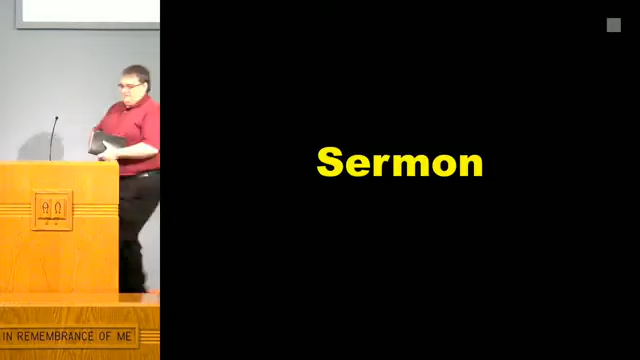 Sermon
Α Ω
IN REMEMBRANCE OF ME